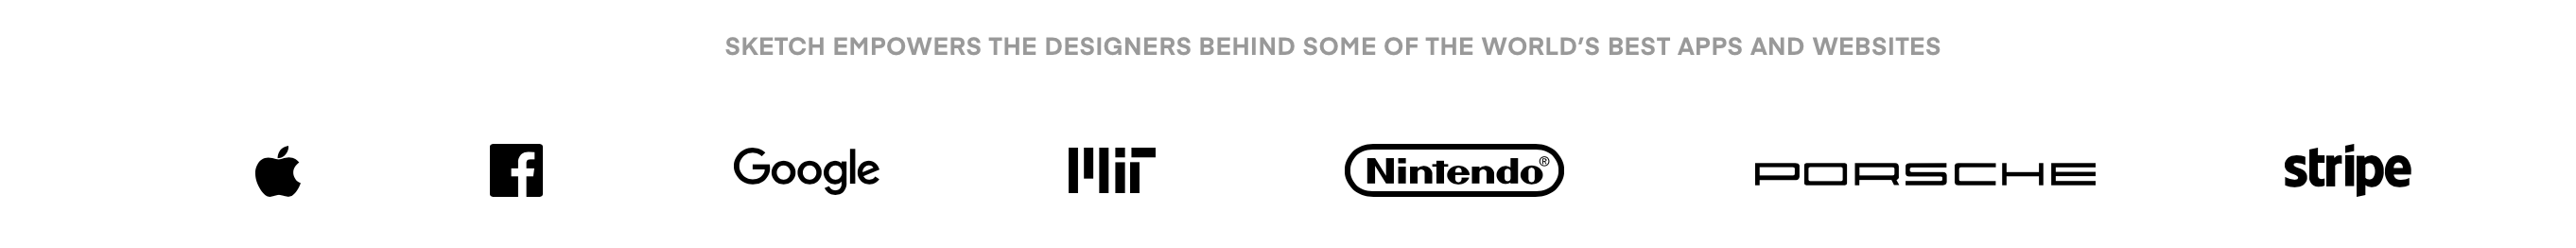 SKETCH EMPOWERS THE DESIGNERS BEHIND SOME OF THE WORLD’S BEST APPS AND WEBSITES
f Google MIT Nintendo® PORSCHE stripe